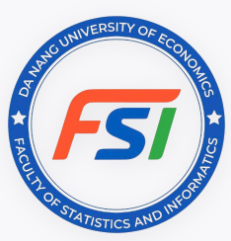 DA NANG UNIVERSITY OF ECONOMICS
FSI
FACULTY OF STATISTICS AND INFORMATICS